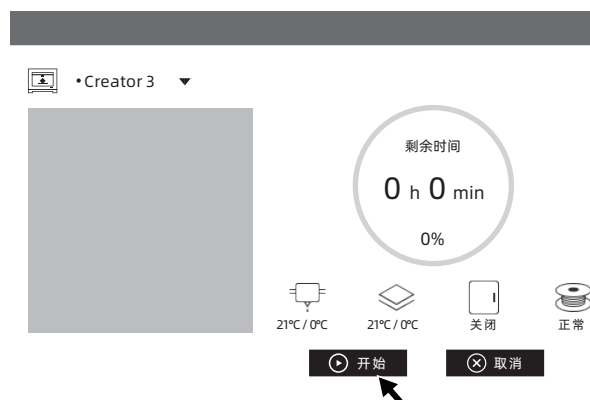 •Creator 3
剩余时间
0 h 0 min
0%
21℃ / 0℃
21℃ / 0℃
关闭
正常
开始
取消